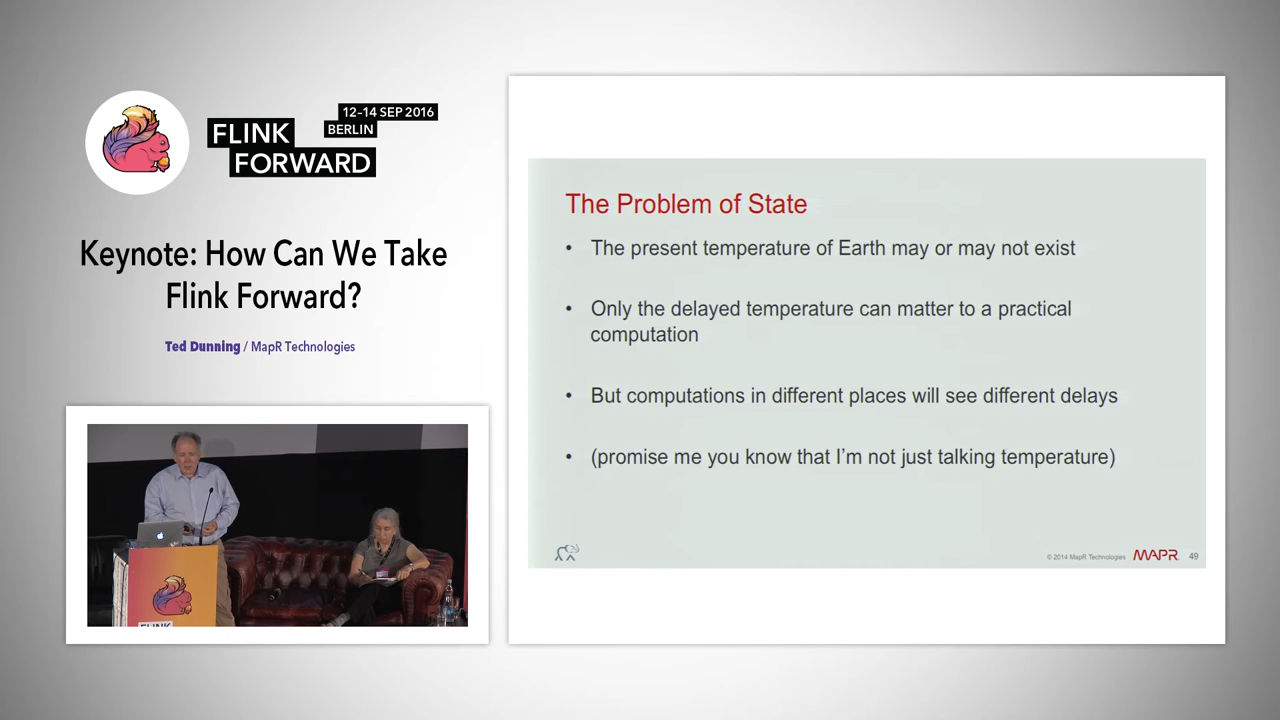 12–14 SEP 2016
BERLIN
FLINK
FORWARD
Keynote: How Can We Take
Flink Forward?
Ted Dunning / MapR Technologies
FLINK
The Problem of State
• The present temperature of Earth may or may not exist
• Only the delayed temperature can matter to a practical
computation
• But computations in different places will see different delays
• (promise me you know that I'm not just talking temperature)
© 2014 MapR Technologies MAPR 49